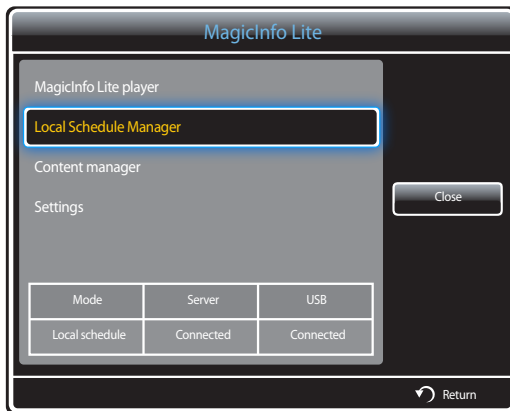 MagicInfo Lite
MagicInfo Lite player
Local Schedule Manager
Content manager
Settings
Close
Mode Server USB
Local schedule Connected Connected
Return